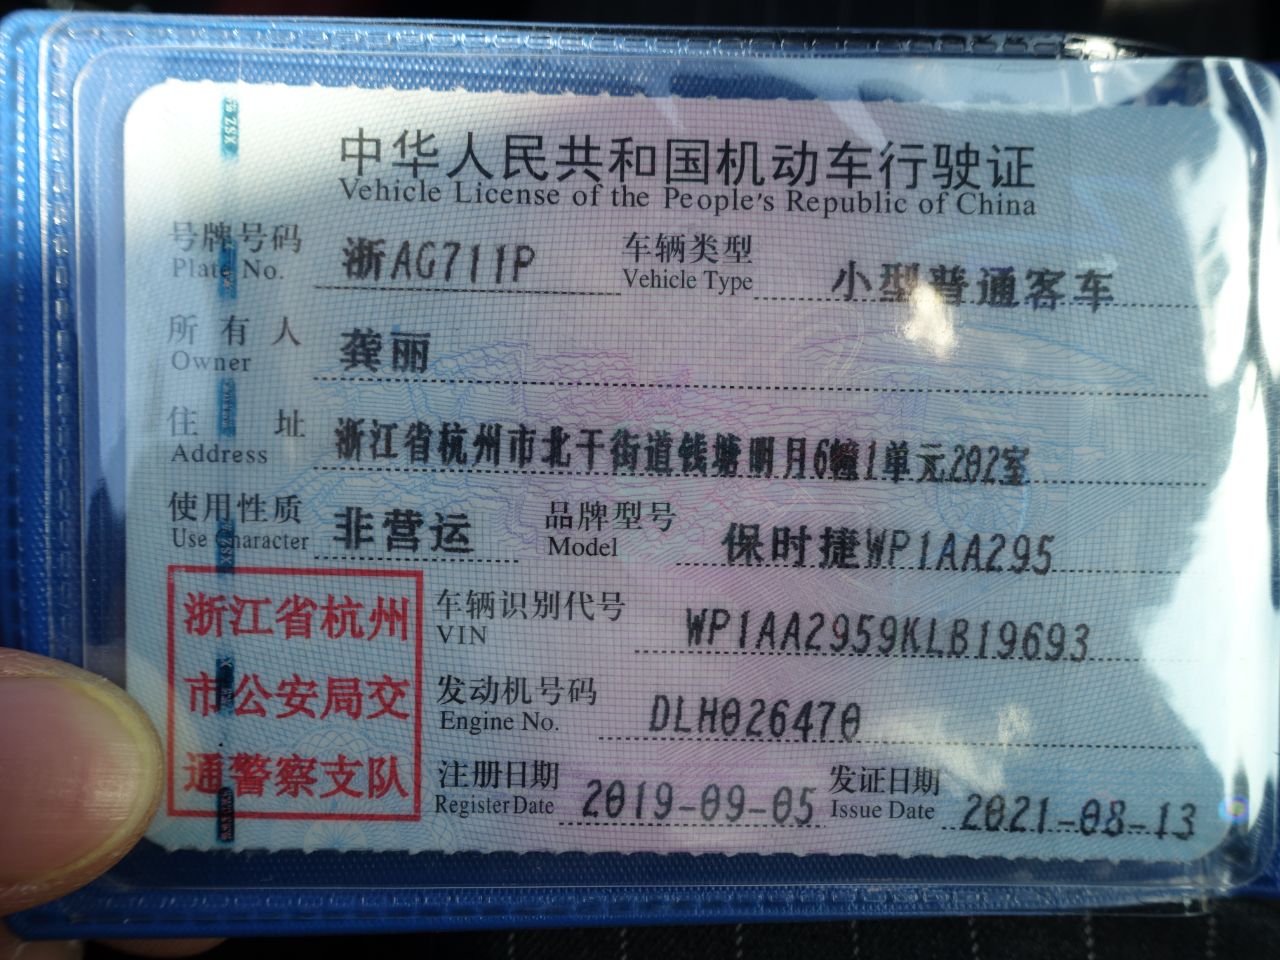 中华人民共和国机动车行驶证
Vehicle License of the People's Republic of China
号牌号码 浙AG711P 车辆类型 小型普通客车
Plate No. Vehicle Type
所有人 龚丽
Owner
住址 浙江省杭州市北干街道钱塘明月6幢1单元202室
Address
使用性质 非营运 品牌型号 保时捷WP1AA295
Use Character Model
浙江省杭州
市公安局交
通警察支队
车辆识别代号 WP1AA2959KLB19693
VIN
发动机号码 DLH026470
Engine No.
注册日期 2019-09-05 发证日期 2021-08-13
Register Date Issue Date